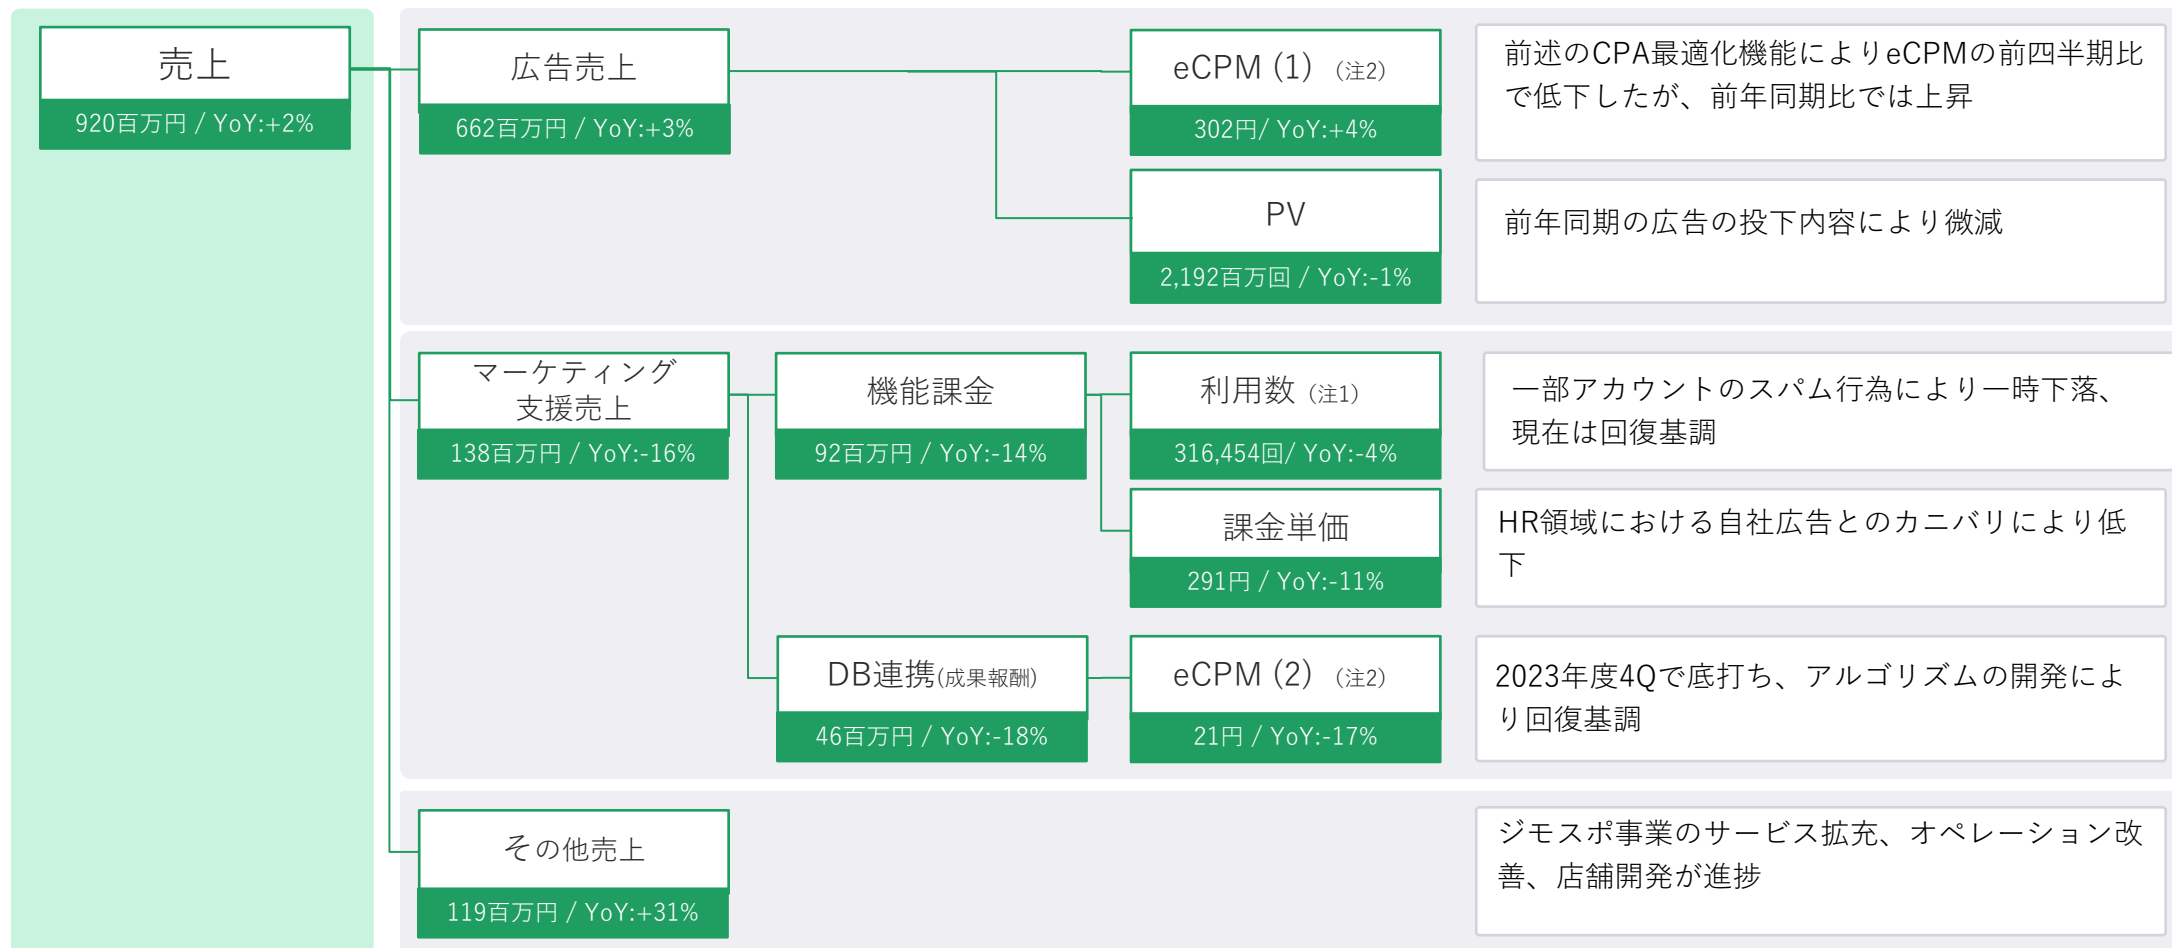 売上
920百万円 / YoY:+2%
広告売上
662百万円 / YoY:+3%
eCPM (1) (注2)
302円/ YoY:+4%
前述のCPA最適化機能によりeCPMの前四半期比
で低下したが、前年同期比では上昇
PV
2,192百万回 / YoY:-1%
前年同期の広告の投下内容により微減
マーケティング
支援売上
138百万円 / YoY:-16%
機能課金
92百万円 / YoY:-14%
利用数 (注1)
316,454回/ YoY:-4%
一部アカウントのスパム行為により一時下落、
現在は回復基調
課金単価
291円 / YoY:-11%
HR領域における自社広告とのカニバリにより低
下
DB連携(成果報酬)
46百万円 / YoY:-18%
eCPM (2) (注2)
21円 / YoY:-17%
2023年度4Qで底打ち、アルゴリズムの開発によ
り回復基調
その他売上
119百万円 / YoY:+31%
ジモスポ事業のサービス拡充、オペレーション改
善、店舗開発が進捗